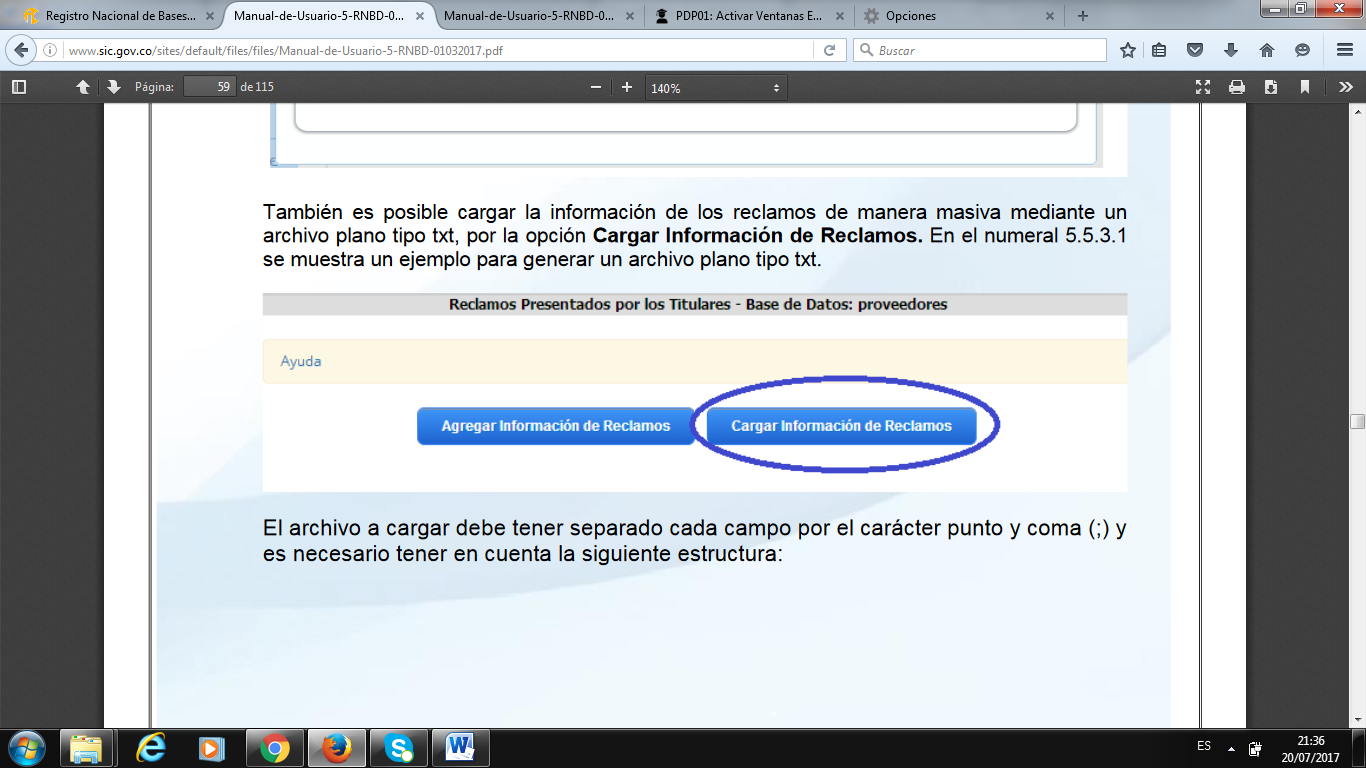 Registro Nacional de Bases...
Manual-de-Usuario-5-RNBD-0...
Manual-de-Usuario-5-RNBD-0...
PDP01: Activar Ventanas E...
Opciones
www.sic.gov.co/sites/default/files/files/Manual-de-Usuario-5-RNBD-01032017.pdf
Buscar
Página: 59 de 115
140%
También es posible cargar la información de los reclamos de manera masiva mediante un
archivo plano tipo txt, por la opción Cargar Información de Reclamos. En el numeral 5.5.3.1
se muestra un ejemplo para generar un archivo plano tipo txt.
Reclamos Presentados por los Titulares - Base de Datos: proveedores
Ayuda
Agregar Información de Reclamos
Cargar Información de Reclamos
El archivo a cargar debe tener separado cada campo por el carácter punto y coma (;) y
es necesario tener en cuenta la siguiente estructura:
ES
21:36
20/07/2017